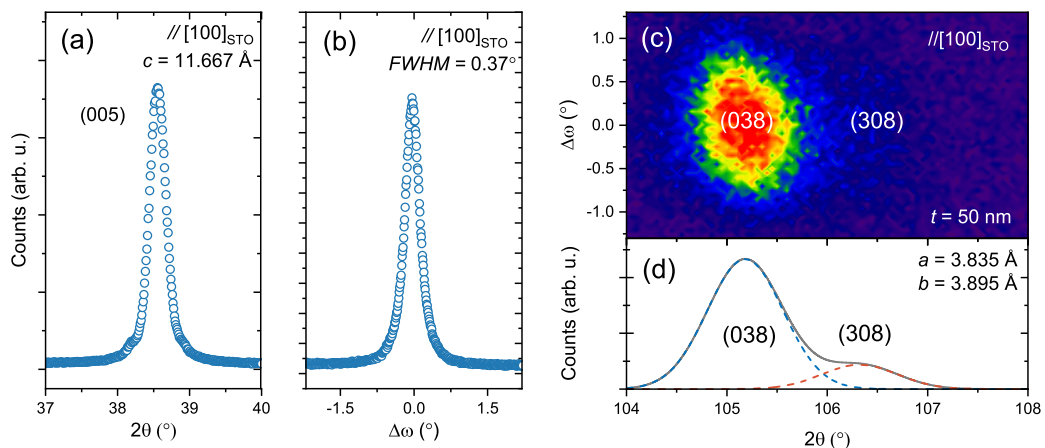 (a)
//[100]STO
c = 11.667 Å
(005)
Counts (arb. u.)
37 38 39 40
2θ (°)
(b)
//[100]STO
FWHM = 0.37°
-1.5 0.0 1.5
Δω (°)
(c)
//[100]STO
(038) (308)
t = 50 nm
1.0
0.5
0.0
-0.5
-1.0
Δω (°)
(d)
a = 3.835 Å
b = 3.895 Å
(038) (308)
Counts (arb. u.)
104 105 106 107 108
2θ (°)